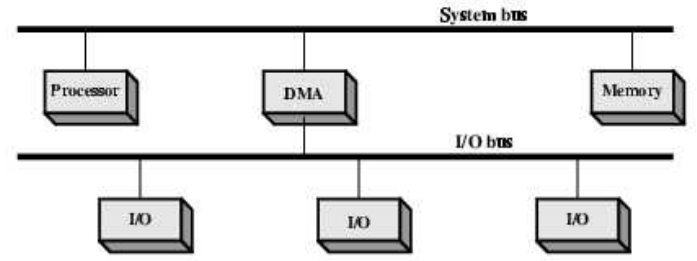 System bus
Processor
DMA
Memory
I/O bus
I/O
I/O
I/O